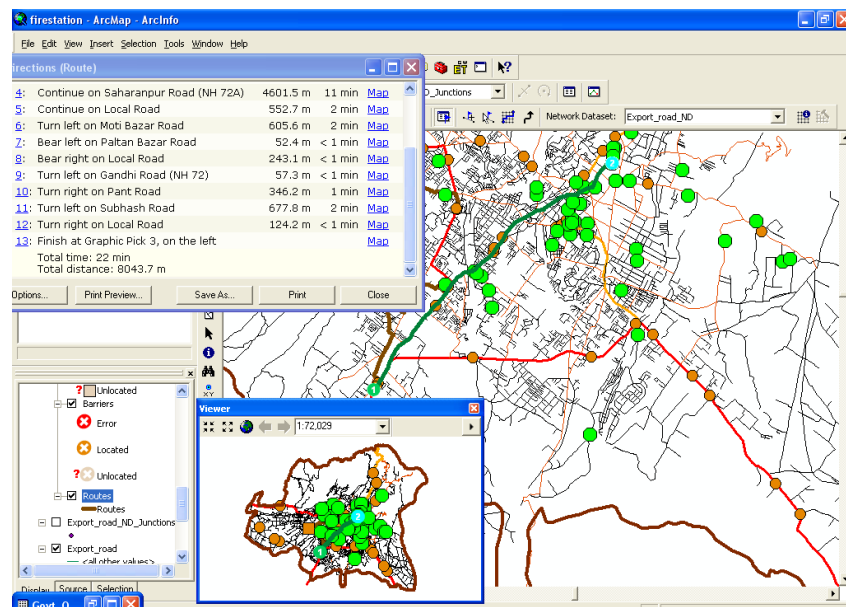 firestation - ArcMap - ArcInfo
File Edit View Insert Selection Tools Window Help
irections (Route)
4: Continue on Saharanpur Road (NH 72A) 4601.5 m 11 min Map
5: Continue on Local Road 552.7 m 2 min Map
6: Turn left on Moti Bazar Road 605.6 m 2 min Map
7: Bear left on Paltan Bazar Road 52.4 m < 1 min Map
8: Bear right on Local Road 243.1 m < 1 min Map
9: Turn left on Gandhi Road (NH 72) 57.3 m < 1 min Map
10: Turn right on Pant Road 346.2 m 1 min Map
11: Turn left on Subhash Road 677.8 m 2 min Map
12: Turn right on Local Road 124.2 m < 1 min Map
13: Finish at Graphic Pick 3, on the left Map
Total time: 22 min
Total distance: 8043.7 m
Options... Print Preview... Save As... Print Close
D_Junctions
Network Dataset: Export_road_ND
2
1
XY
? Unlocated
Barriers
Error
Located
? Unlocated
Routes
Routes
Export_road_ND_Junctions
Export_road
<all other values>
Display Source Selection
Viewer
1:72,029
2
1
Govt_O